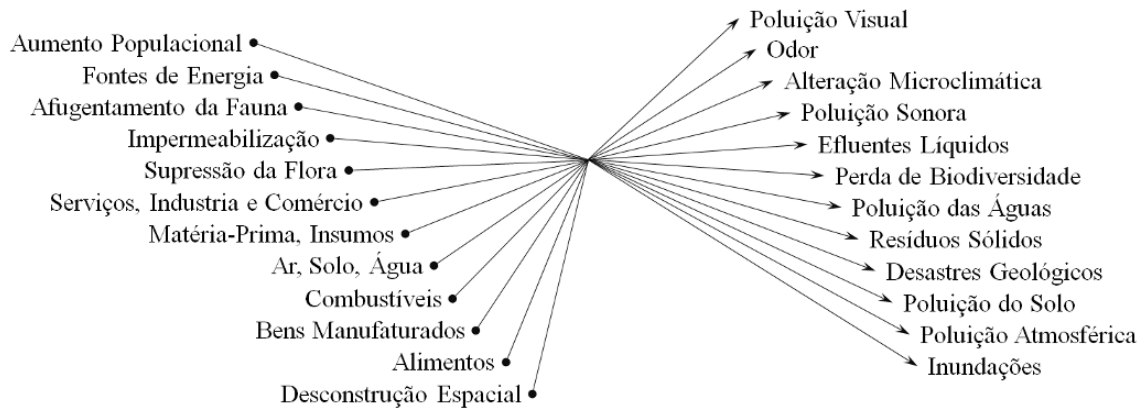 Aumento Populacional
Fontes de Energia
Afugentamento da Fauna
Impermeabilização
Supressão da Flora
Serviços, Industria e Comércio
Matéria-Prima, Insumos
Ar, Solo, Água
Combustíveis
Bens Manufaturados
Alimentos
Desconstrução Espacial
Poluição Visual
Odor
Alteração Microclimática
Poluição Sonora
Efluentes Líquidos
Perda de Biodiversidade
Poluição das Águas
Resíduos Sólidos
Desastres Geológicos
Poluição do Solo
Poluição Atmosférica
Inundações